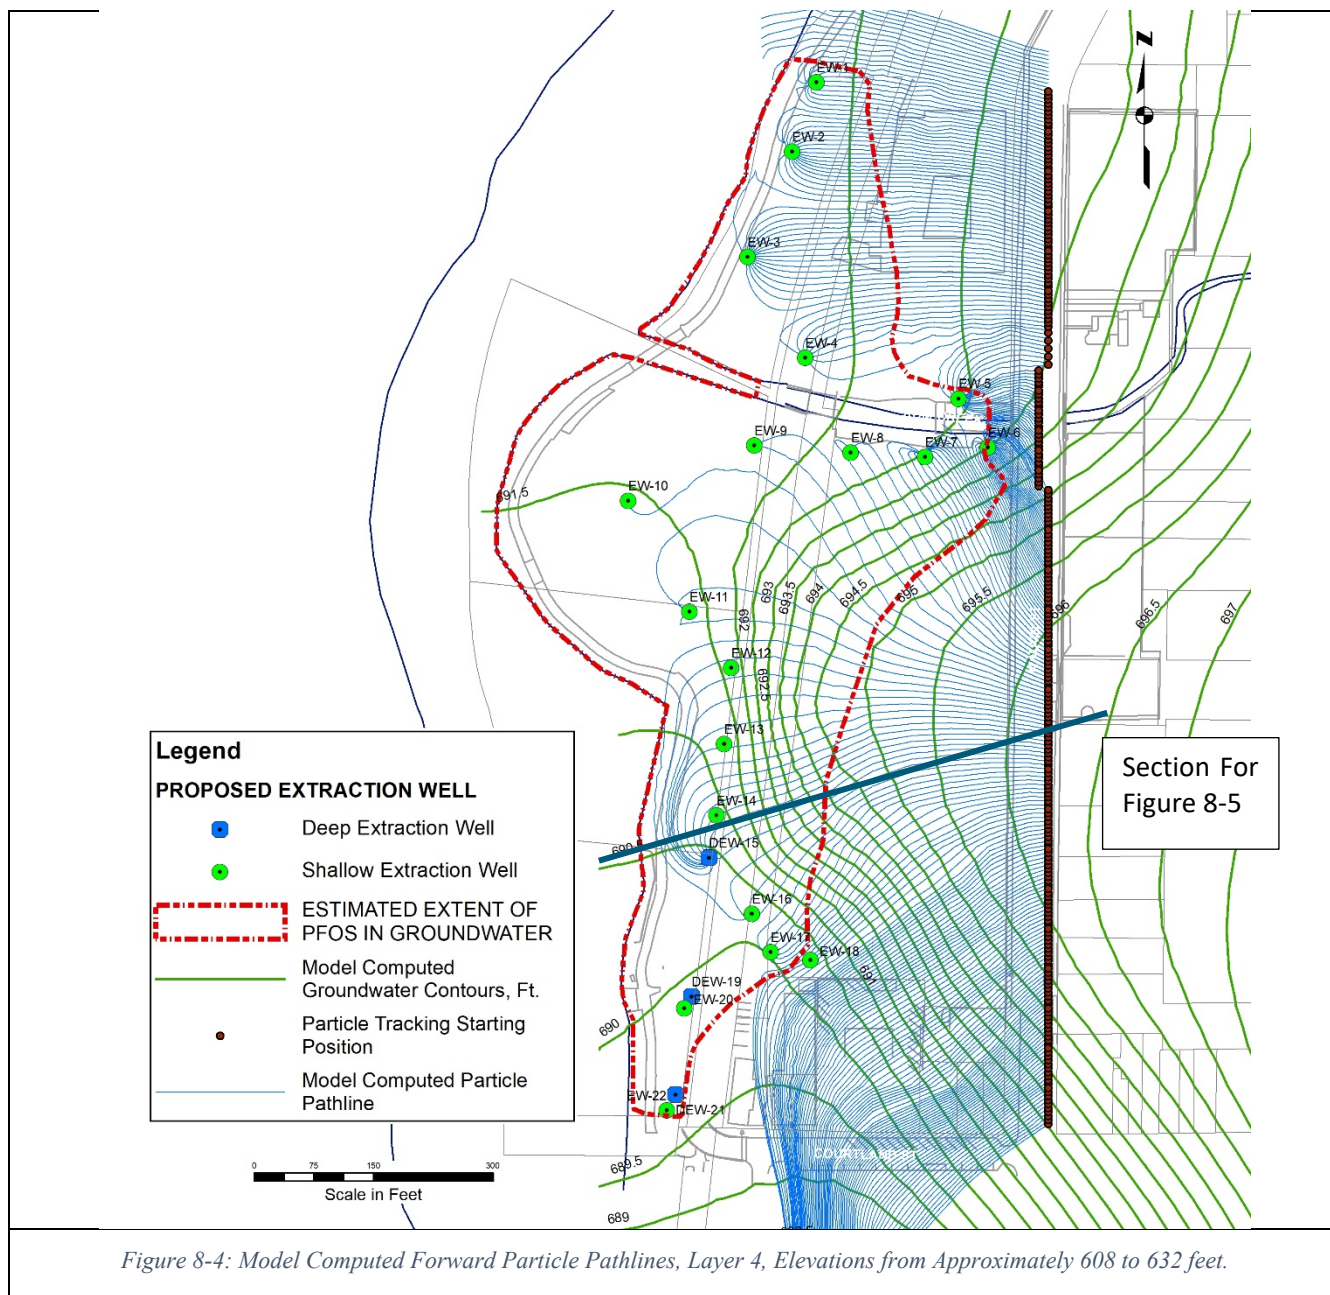 EW-1
N
EW-2
EW-3
EW-4
EW-5
EW-9
EW-8
EW-7
EW-6
EW-10
691.5
EW-11
692
693
693.5
694
694.5
695
695.5
696
696.5
697
EW-12
692.5
EW-13
EW-14
690
DEW-15
EW-16
EW-17
EW-18
691
DEW-19
EW-20
690
EW-22
DEW-21
COURTLAND ST
689.5
689
Section For
Figure 8-5
Legend
PROPOSED EXTRACTION WELL
Deep Extraction Well
Shallow Extraction Well
ESTIMATED EXTENT OF
PFOS IN GROUNDWATER
Model Computed
Groundwater Contours, Ft.
Particle Tracking Starting
Position
Model Computed Particle
Pathline
0 75 150 300
Scale in Feet
Figure 8-4: Model Computed Forward Particle Pathlines, Layer 4, Elevations from Approximately 608 to 632 feet.